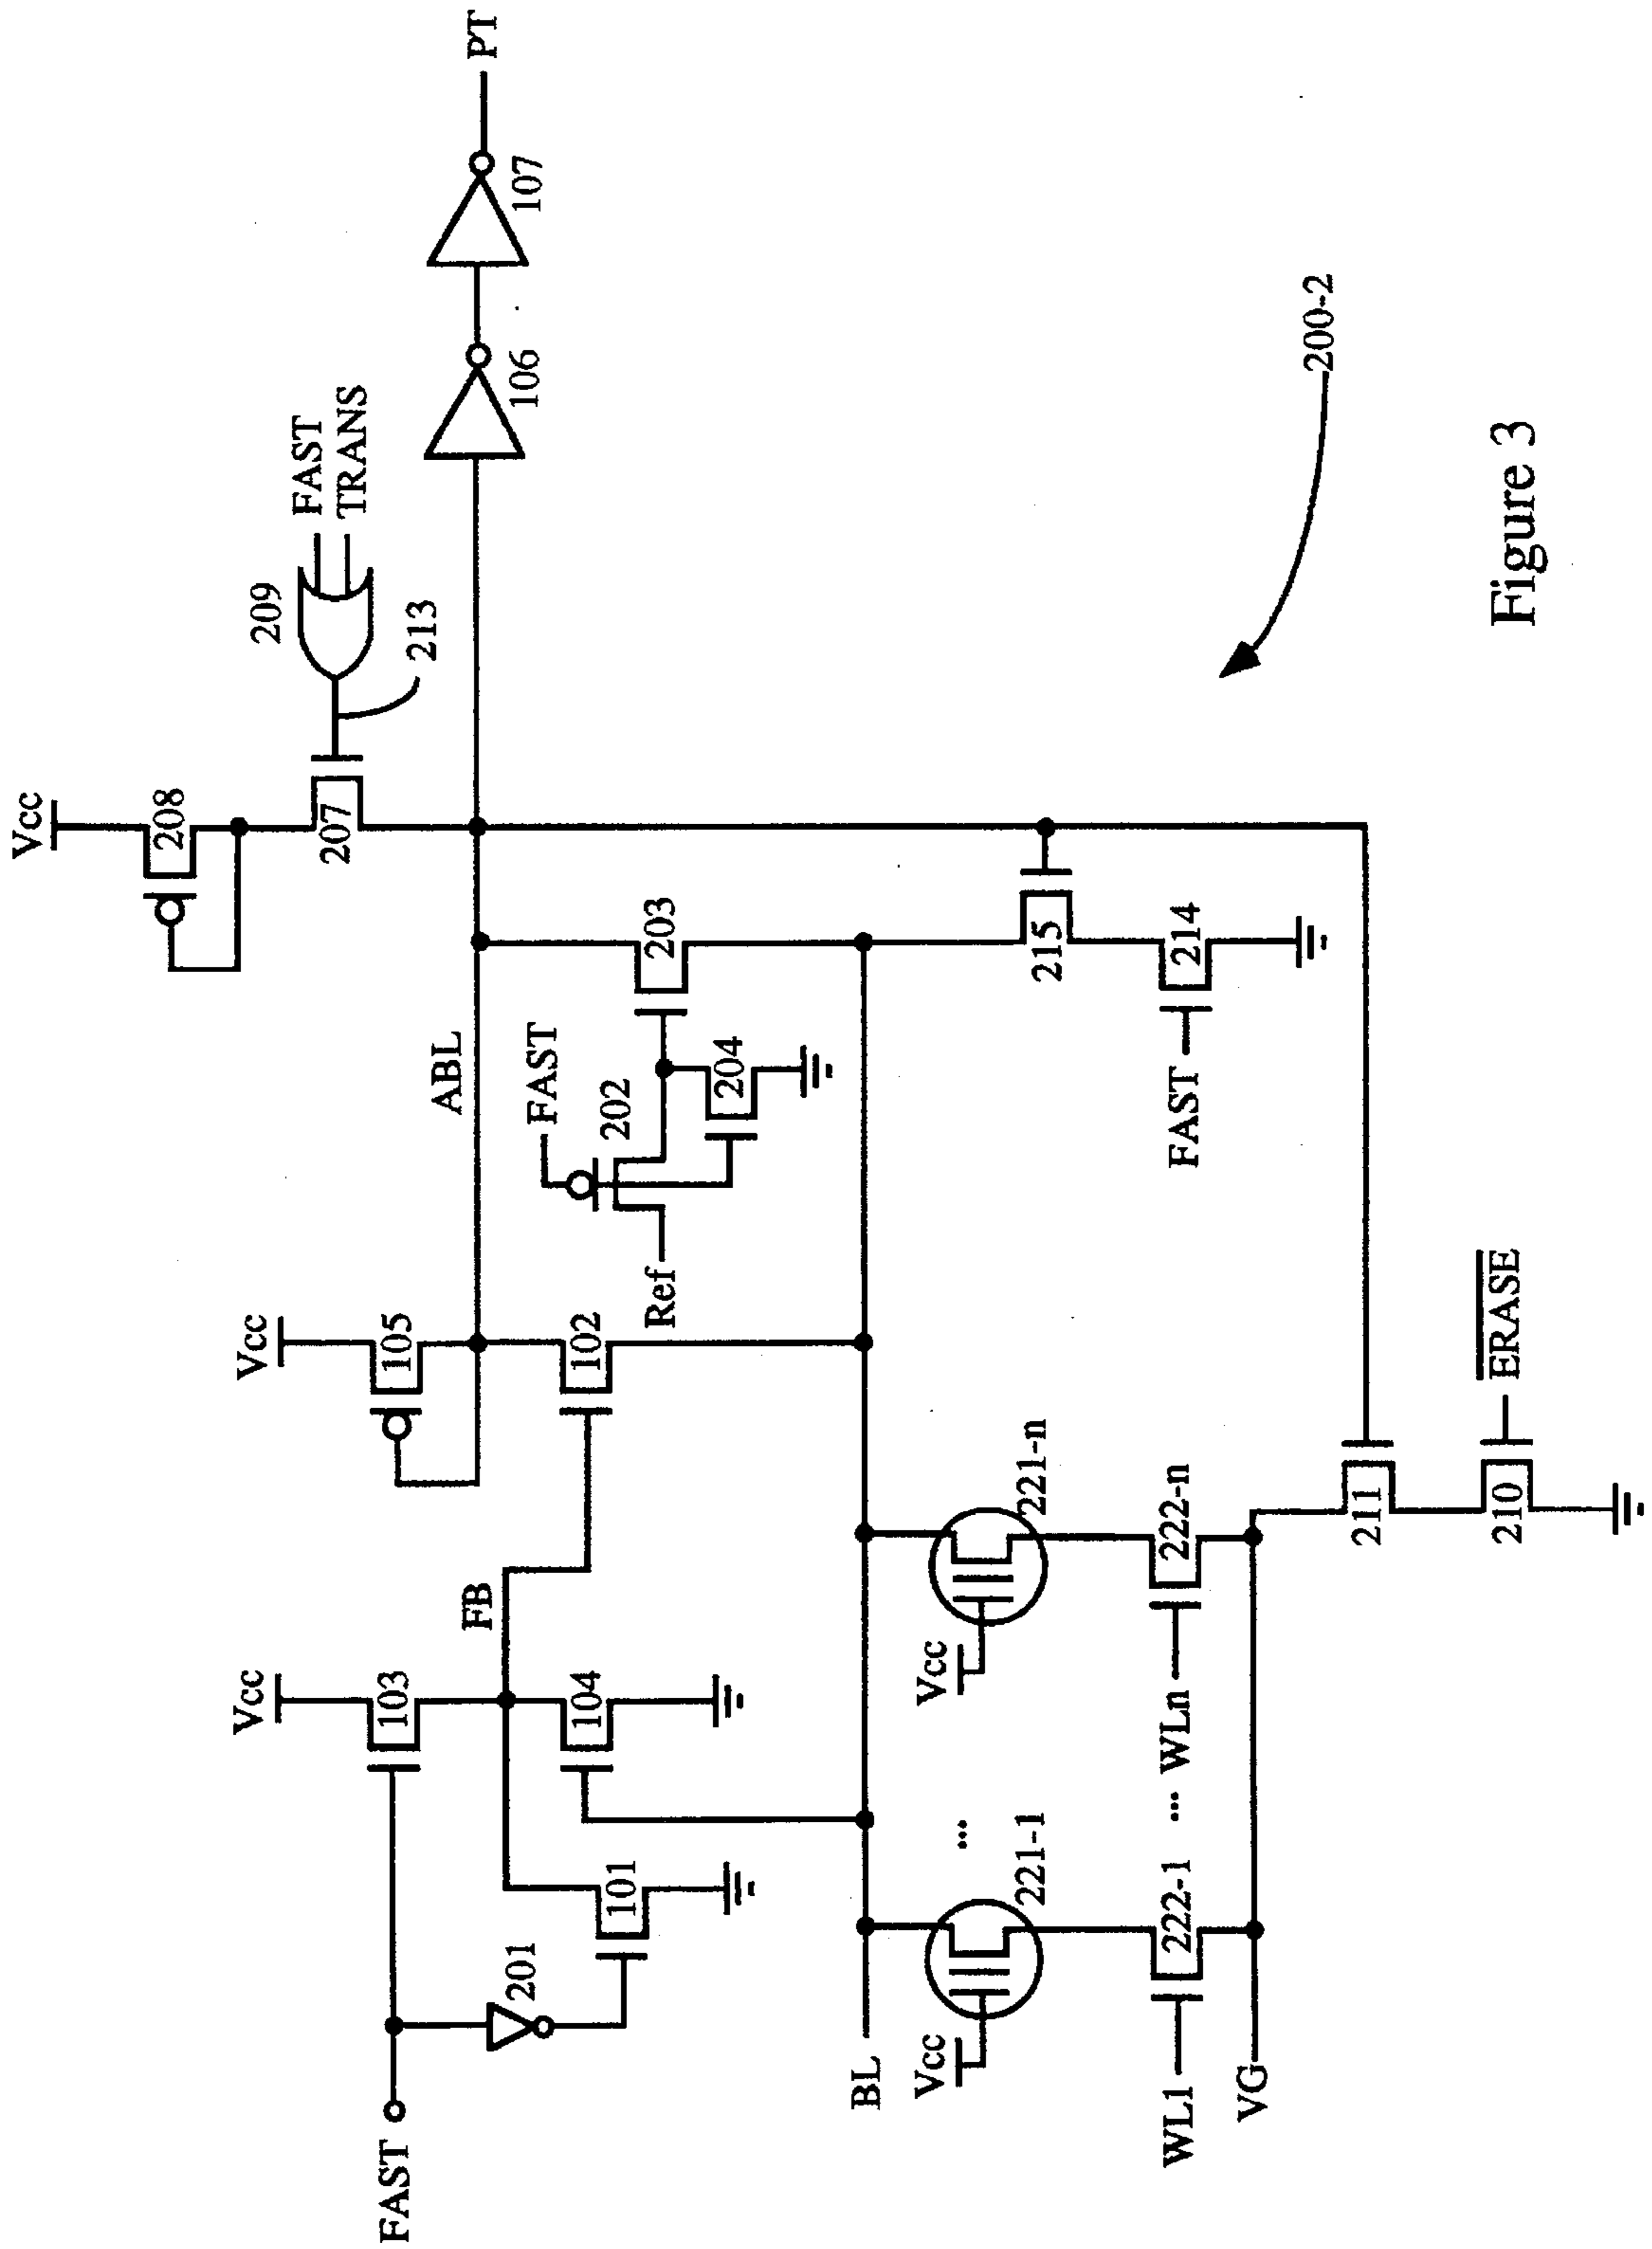 Vcc
208
209
FAST
TRANS
207
213
PT
106
107
Vcc
Vcc
103
105
ABL
FAST
FB
FAST
201
101
104
102
202
203
Ref
204
BL
Vcc
221-1
...
Vcc
221-n
215
FAST
214
WL1
222-1
... WLn
222-n
VG
211
210
ERASE
200-2
Figure 3